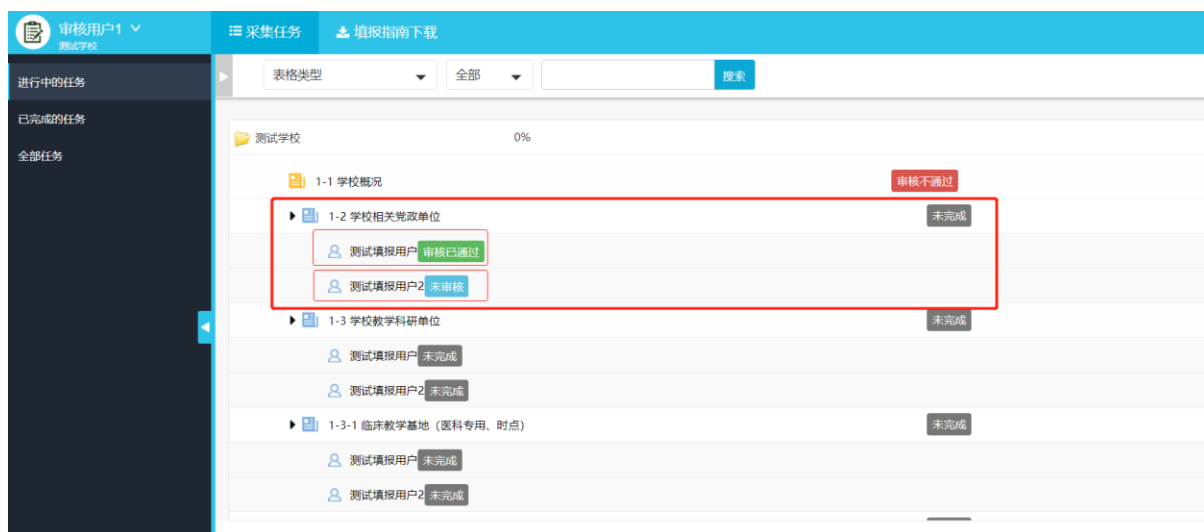 审核用户1
测试学校
采集任务
填报指南下载
进行中的任务
已完成的任务
全部任务
表格类型
全部
搜索
测试学校 0%
1-1 学校概况 审核不通过
1-2 学校相关党政单位 未完成
测试填报用户 审核已通过
测试填报用户2 未审核
1-3 学校教学科研单位 未完成
测试填报用户 未完成
测试填报用户2 未完成
1-3-1 临床教学基地（医科专用、时点） 未完成
测试填报用户 未完成
测试填报用户2 未完成